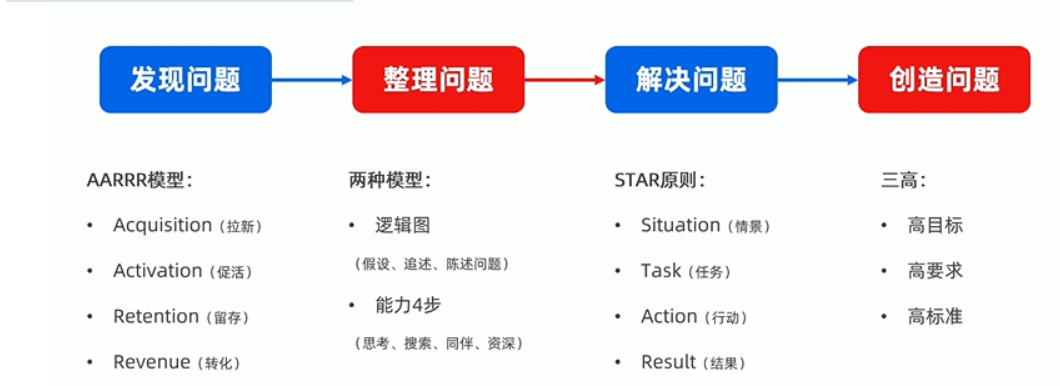 发现问题
整理问题
解决问题
创造问题
AARRR模型：
• Acquisition（拉新）
• Activation（促活）
• Retention（留存）
• Revenue（转化）
两种模型：
• 逻辑图
（假设、追述、陈述问题）
• 能力4步
（思考、搜索、同伴、资深）
STAR原则：
• Situation（情景）
• Task（任务）
• Action（行动）
• Result（结果）
三高：
• 高目标
• 高要求
• 高标准